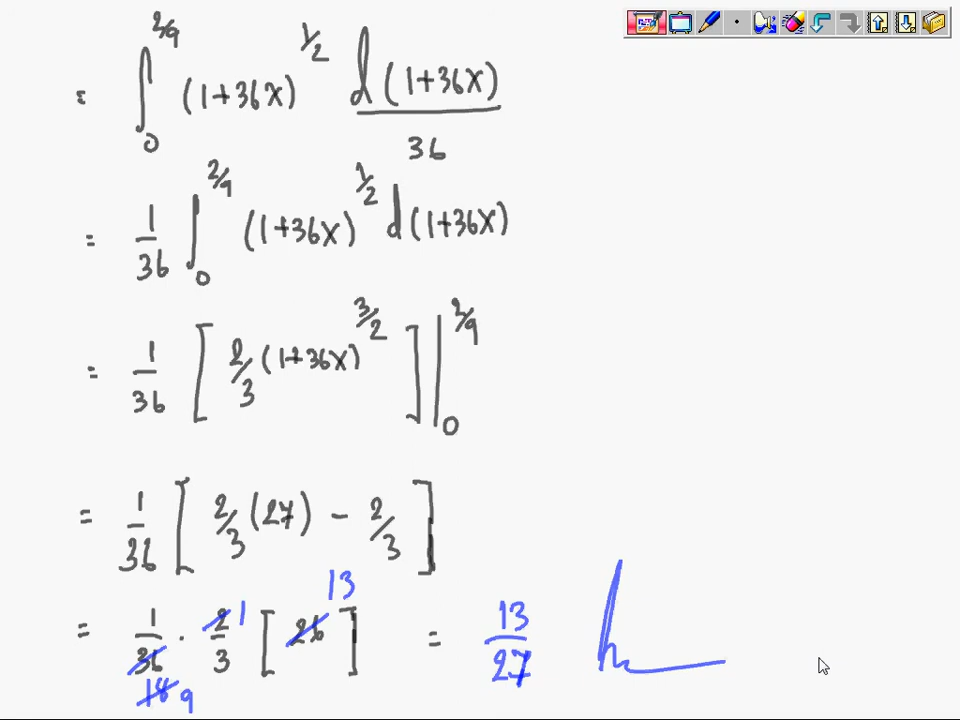 = ∫₀^{2/9} (1+36x)^{1/2} d(1+36x)/36
= 1/36 ∫₀^{2/9} (1+36x)^{1/2} d(1+36x)
= 1/36 [ 2/3 (1+36x)^{3/2} ] |₀^{2/9}
= 1/36 [ 2/3 (27) - 2/3 ]
= 1/36 · 2/3 [ 26 ] = 13/27
13
1
18 9